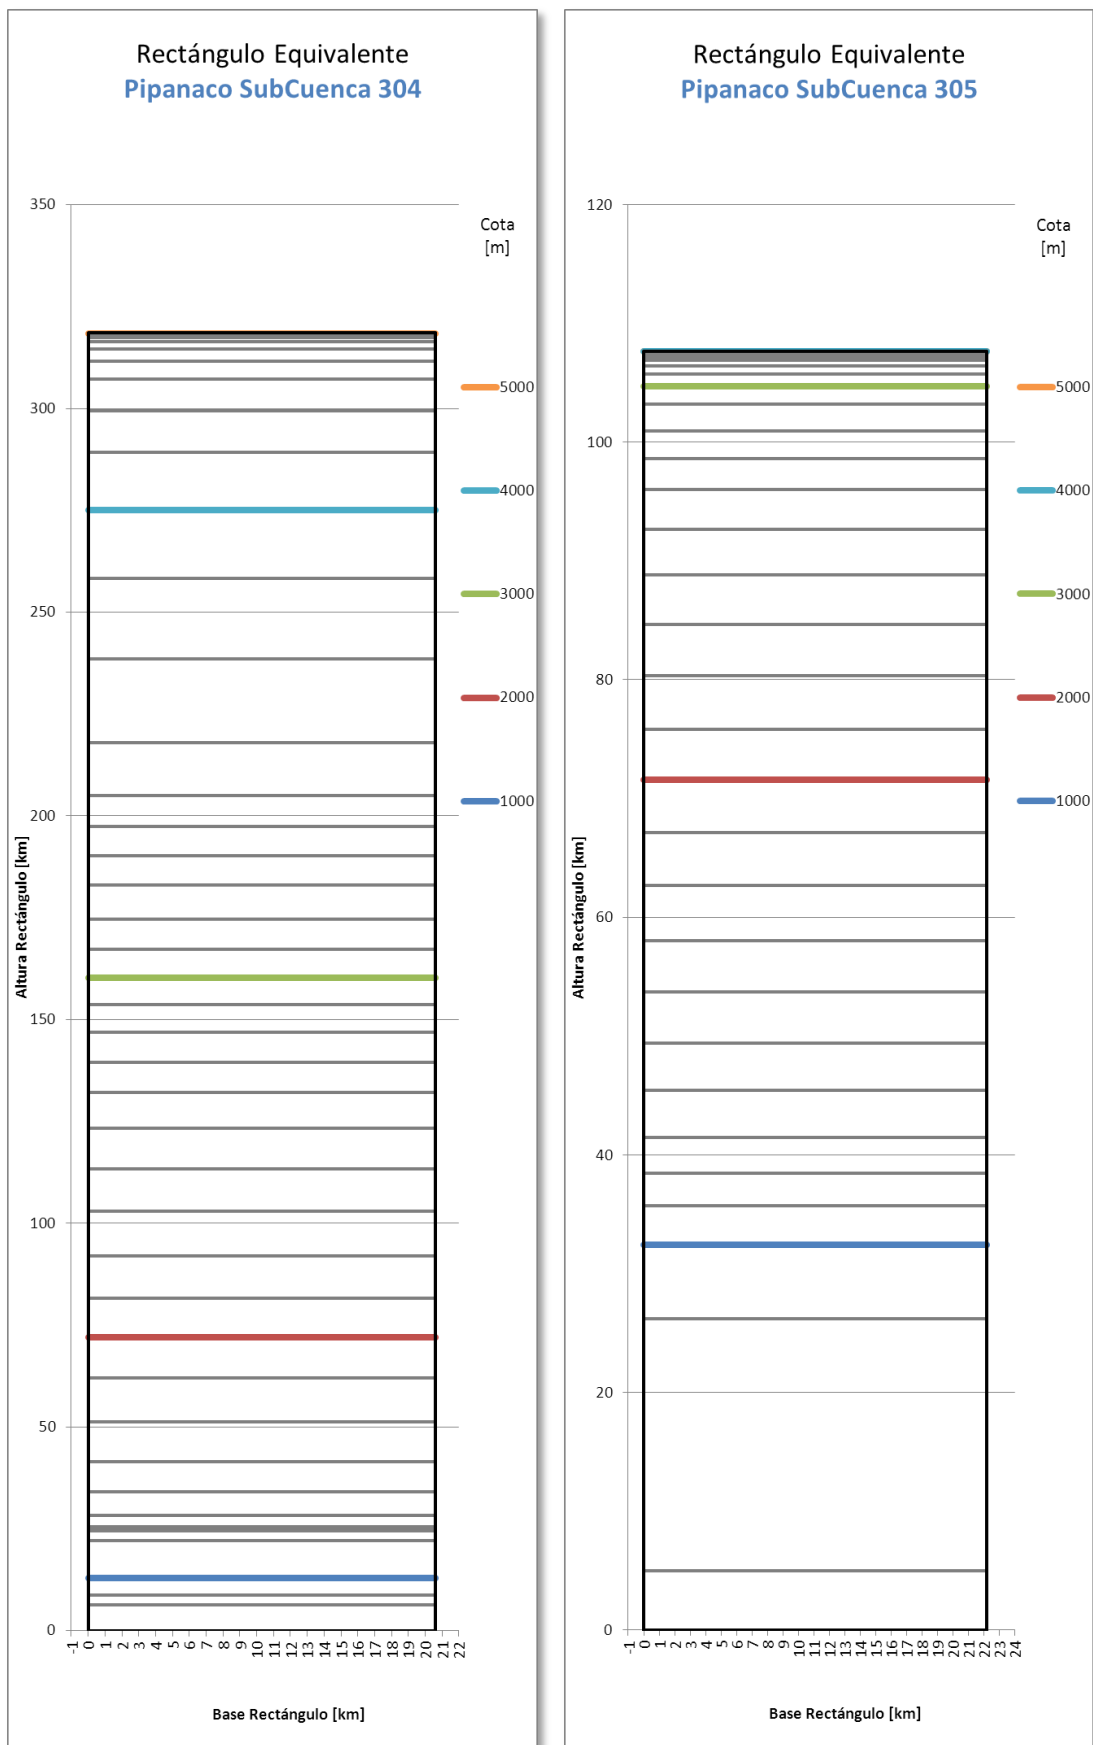 Rectángulo Equivalente
Pipanaco SubCuenca 304
350
300
250
200
150
100
50
0
Altura Rectángulo [km]
Cota
[m]
5000
4000
3000
2000
1000
-1 0 1 2 3 4 5 6 7 8 9 10 11 12 13 14 15 16 17 18 19 20 21 22
Base Rectángulo [km]
Rectángulo Equivalente
Pipanaco SubCuenca 305
120
100
80
60
40
20
0
Altura Rectángulo [km]
Cota
[m]
5000
4000
3000
2000
1000
-1 0 1 2 3 4 5 6 7 8 9 10 11 12 13 14 15 16 17 18 19 20 21 22 23 24
Base Rectángulo [km]